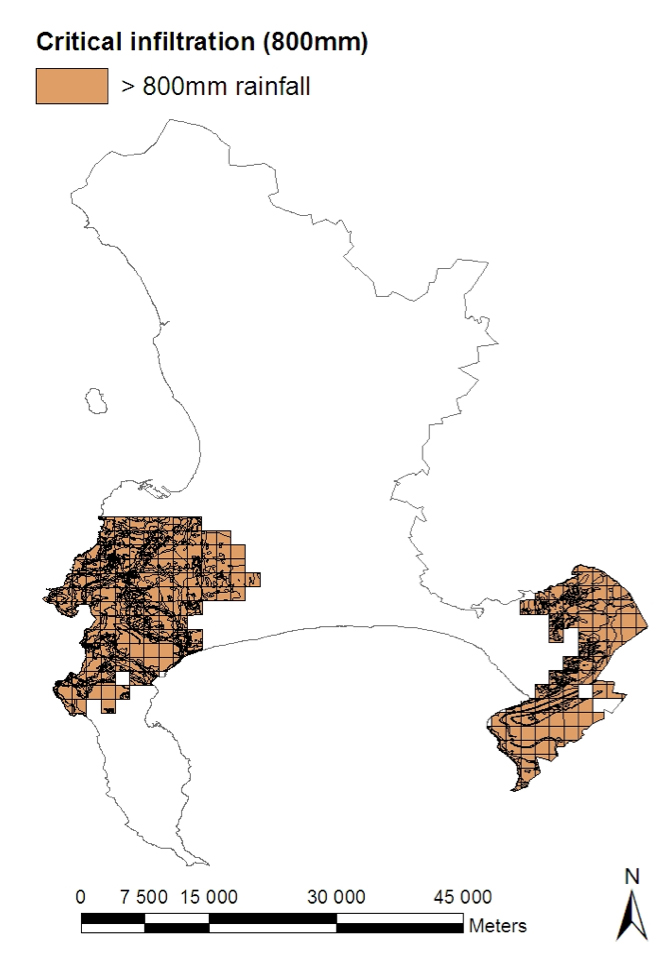 Critical infiltration (800mm)
> 800mm rainfall
0 7 500 15 000 30 000 45 000
Meters
N